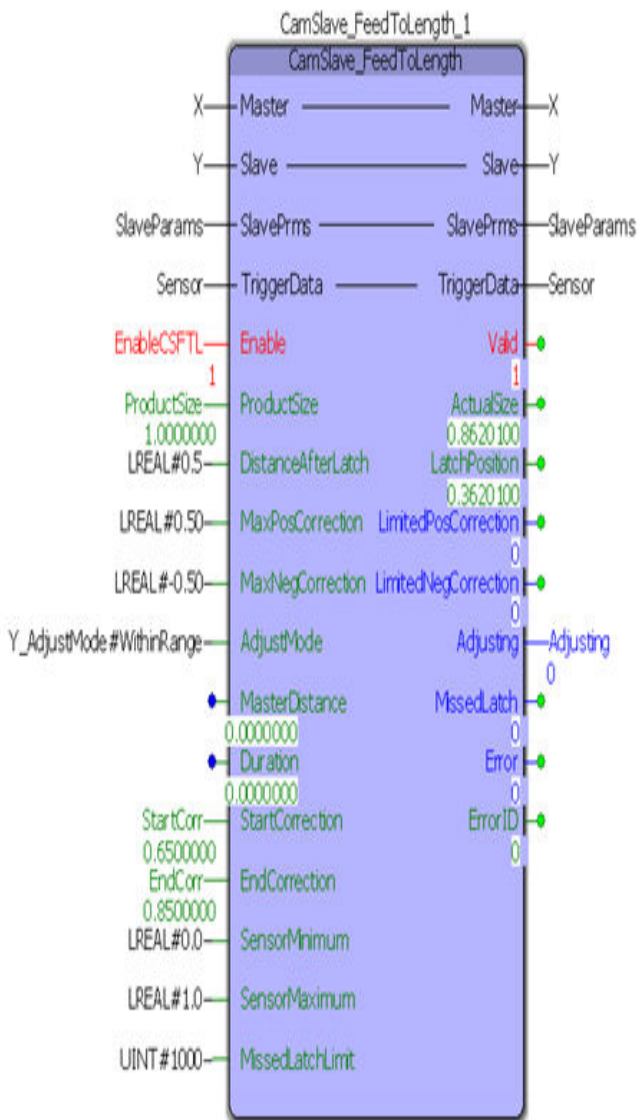 CamSlave_FeedToLength_1
CamSlave_FeedToLength
X Master Master X
Y Slave Slave Y
SlaveParams SlavePrms SlavePrms SlaveParams
Sensor TriggerData TriggerData Sensor
EnableCSFTL Enable Valid
1 1
ProductSize ProductSize ActualSize
1.0000000 0.8620100
LREAL#0.5 DistanceAfterLatch LatchPosition
0.3620100
LREAL#0.50 MaxPosCorrection LimitedPosCorrection
0
LREAL#-0.50 MaxNegCorrection LimitedNegCorrection
0
Y_AdjustMode#WithinRange AdjustMode Adjusting Adjusting
0
MasterDistance MissedLatch
0.0000000 0
Duration Error
0.0000000 0
StartCorr StartCorrection ErrorID
0.6500000 0
EndCorr EndCorrection
0.8500000
LREAL#0.0 SensorMinimum
LREAL#1.0 SensorMaximum
UINT#1000 MissedLatchLimit